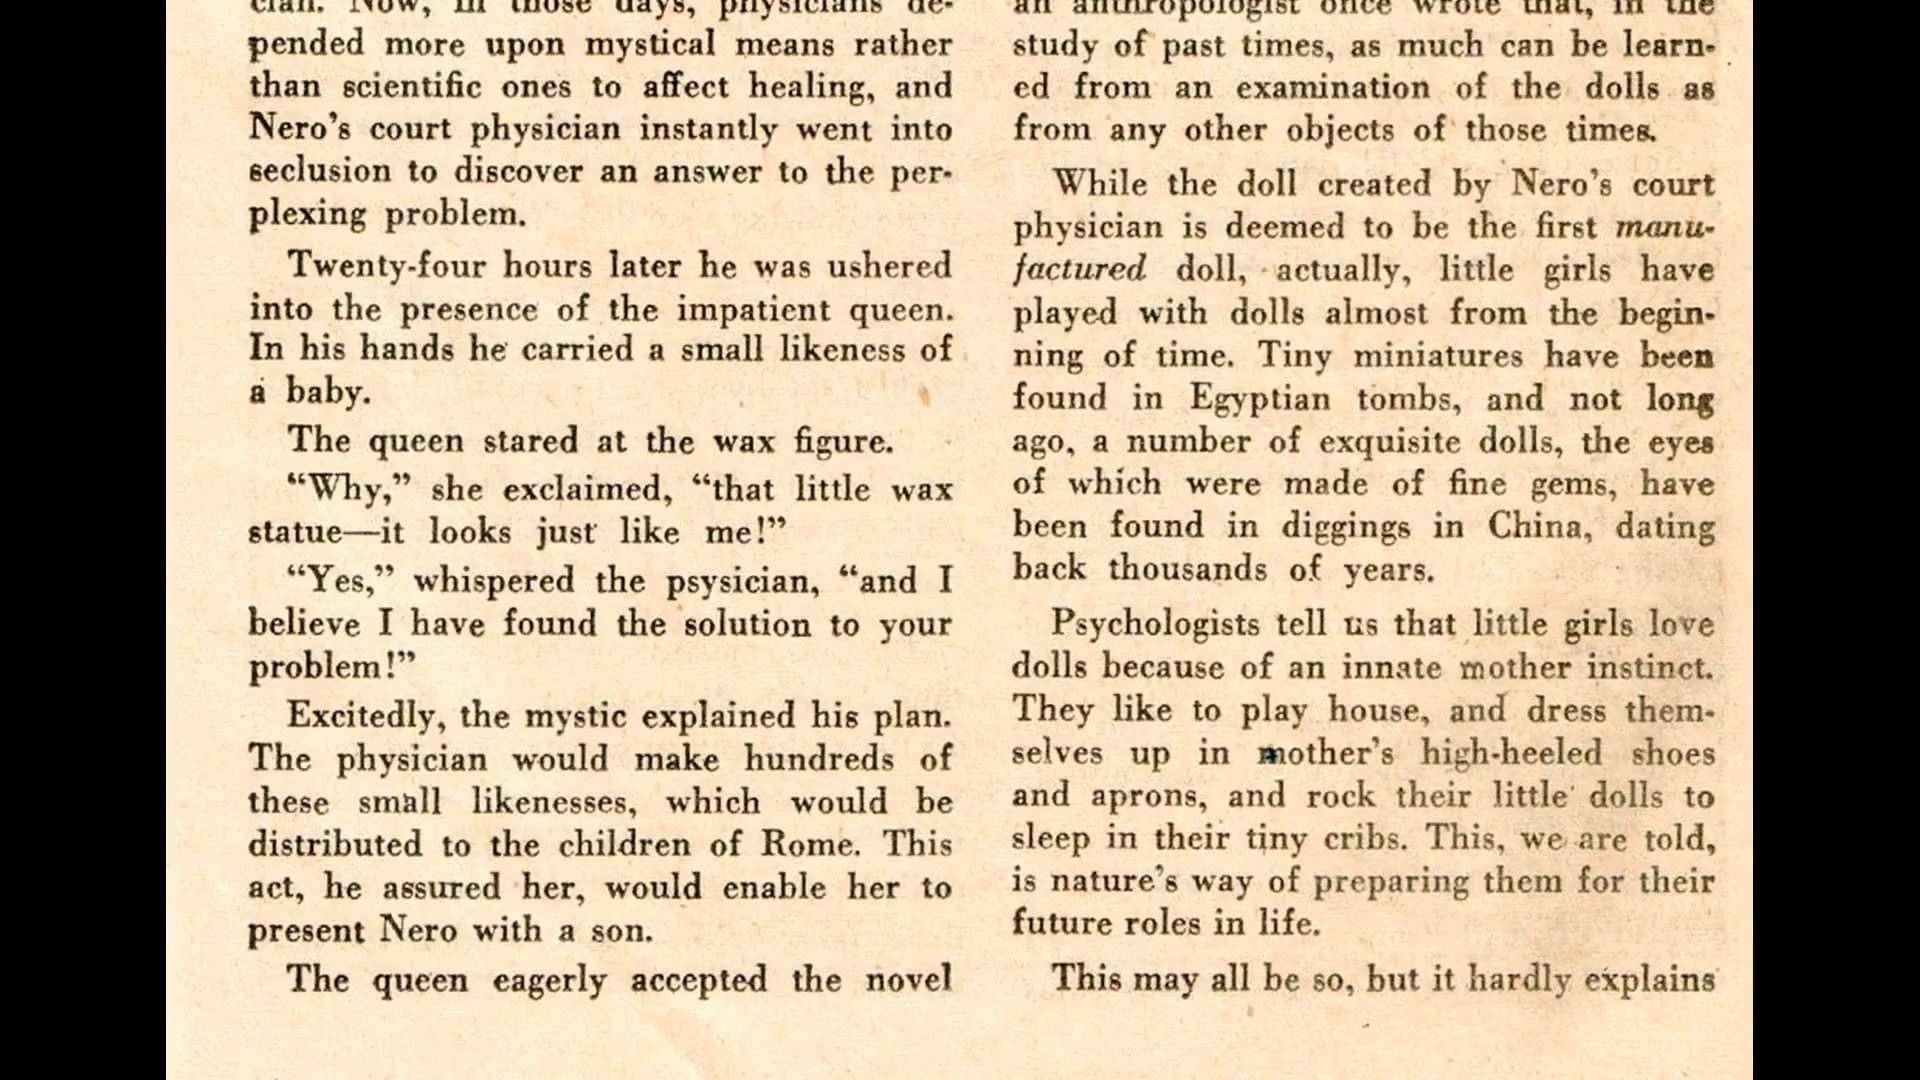 cian. Now, in those days, physicians de-
pended more upon mystical means rather
than scientific ones to affect healing, and
Nero's court physician instantly went into
seclusion to discover an answer to the per-
plexing problem.
Twenty-four hours later he was ushered
into the presence of the impatient queen.
In his hands he carried a small likeness of
a baby.
The queen stared at the wax figure.
“Why,” she exclaimed, “that little wax
statue—it looks just like me!”
“Yes,” whispered the psysician, “and I
believe I have found the solution to your
problem!”
Excitedly, the mystic explained his plan.
The physician would make hundreds of
these small likenesses, which would be
distributed to the children of Rome. This
act, he assured her, would enable her to
present Nero with a son.
The queen eagerly accepted the novel
an anthropologist once wrote that, in the
study of past times, as much can be learn-
ed from an examination of the dolls as
from any other objects of those times.
While the doll created by Nero's court
physician is deemed to be the first manu-
factured doll, actually, little girls have
played with dolls almost from the begin-
ning of time. Tiny miniatures have been
found in Egyptian tombs, and not long
ago, a number of exquisite dolls, the eyes
of which were made of fine gems, have
been found in diggings in China, dating
back thousands of years.
Psychologists tell us that little girls love
dolls because of an innate mother instinct.
They like to play house, and dress them-
selves up in mother's high-heeled shoes
and aprons, and rock their little dolls to
sleep in their tiny cribs. This, we are told,
is nature's way of preparing them for their
future roles in life.
This may all be so, but it hardly explains